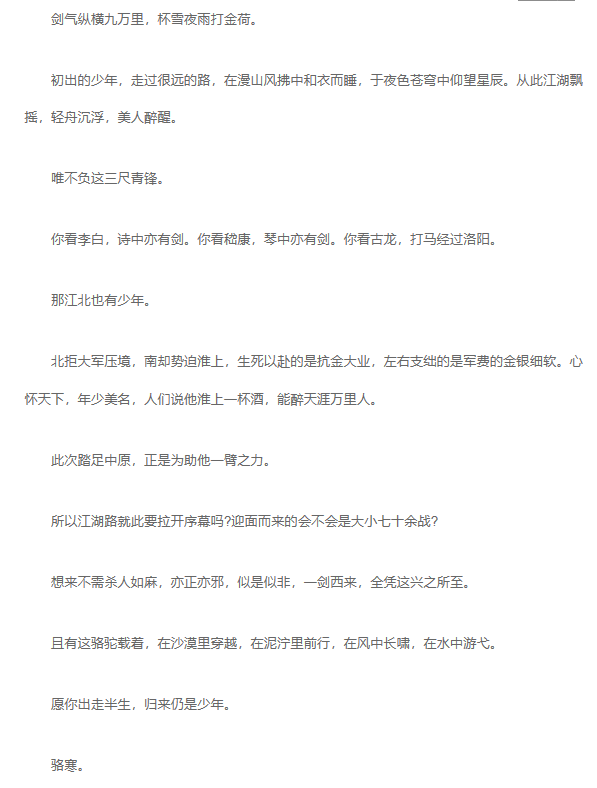 剑气纵横九万里，杯雪夜雨打金荷。
初出的少年，走过很远的路，在漫山风拂中和衣而睡，于夜色苍穹中仰望星辰。从此江湖飘
摇，轻舟沉浮，美人醉醒。
唯不负这三尺青锋。
你看李白，诗中亦有剑。你看嵇康，琴中亦有剑。你看古龙，打马经过洛阳。
那江北也有少年。
北拒大军压境，南却势迫淮上，生死以赴的是抗金大业，左右支绌的是军费的金银细软。心
怀天下，年少美名，人们说他淮上一杯酒，能醉天涯万里人。
此次踏足中原，正是为助他一臂之力。
所以江湖路就此要拉开序幕吗?迎面而来的会不会是大小七十余战?
想来不需杀人如麻，亦正亦邪，似是似非，一剑西来，全凭这兴之所至。
且有这骆驼载着，在沙漠里穿越，在泥泞里前行，在风中长啸，在水中游弋。
愿你出走半生，归来仍是少年。
骆寒。